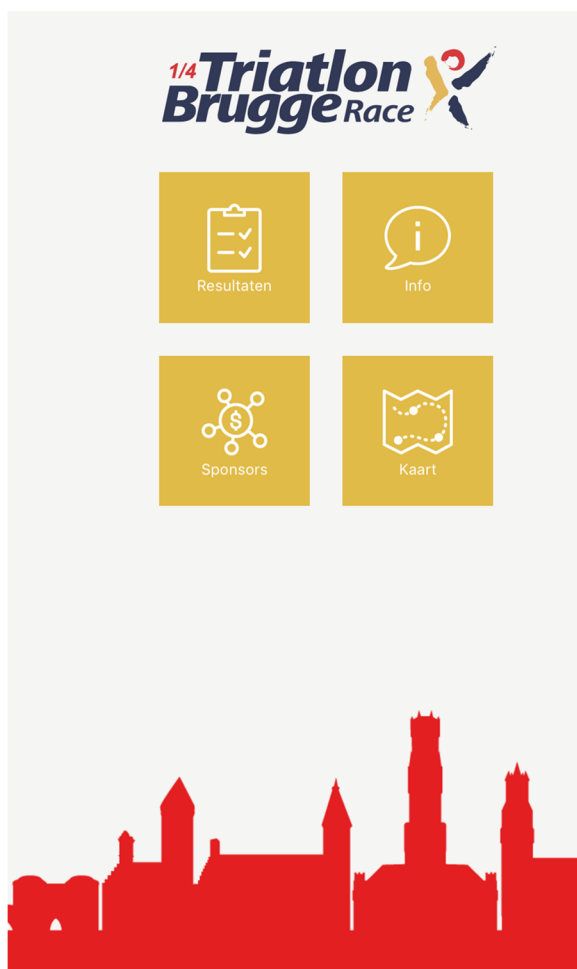 1/4 Triatlon
Brugge Race
Resultaten
Info
Sponsors
Kaart